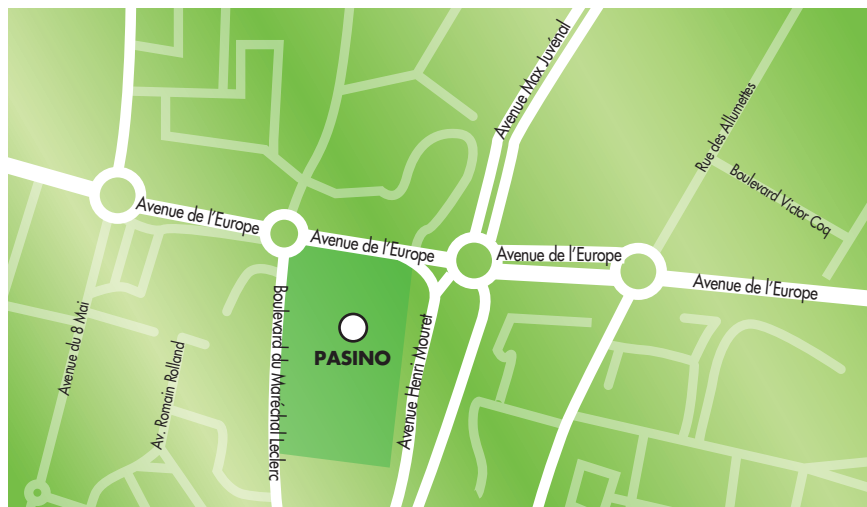 Avenue Max Juvénal
Rue des Allumettes
Boulevard Victor Coq
Avenue de l'Europe
Avenue de l'Europe
Avenue de l'Europe
Avenue de l'Europe
Avenue du 8 Mai
Av. Romain Rolland
Boulevard du Maréchal Leclerc
PASINO
Avenue Henri Mouret